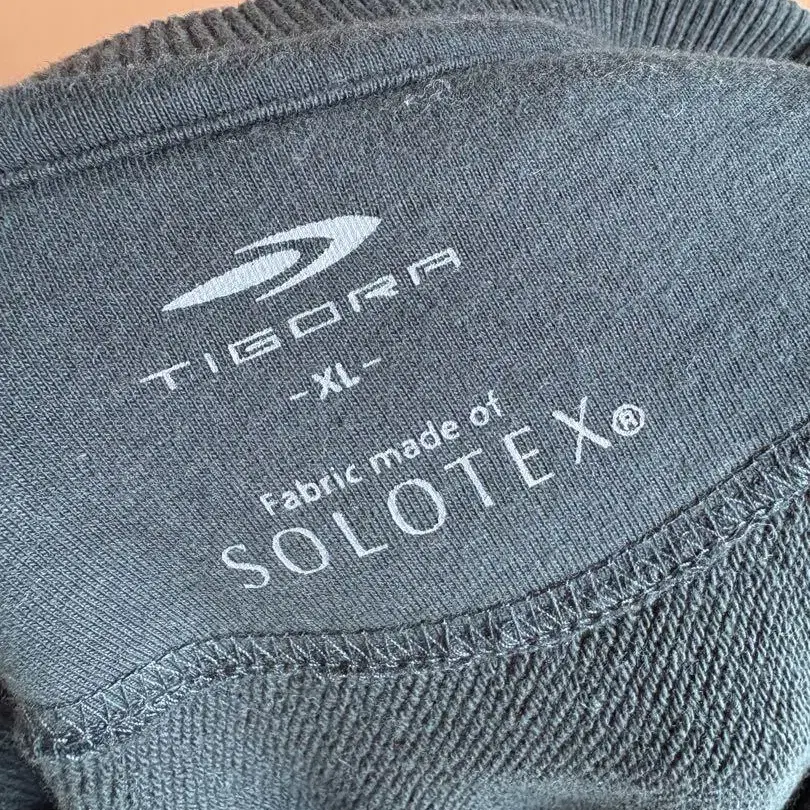 TIGORA
-XL-
Fabric made of
SOLOTEX®